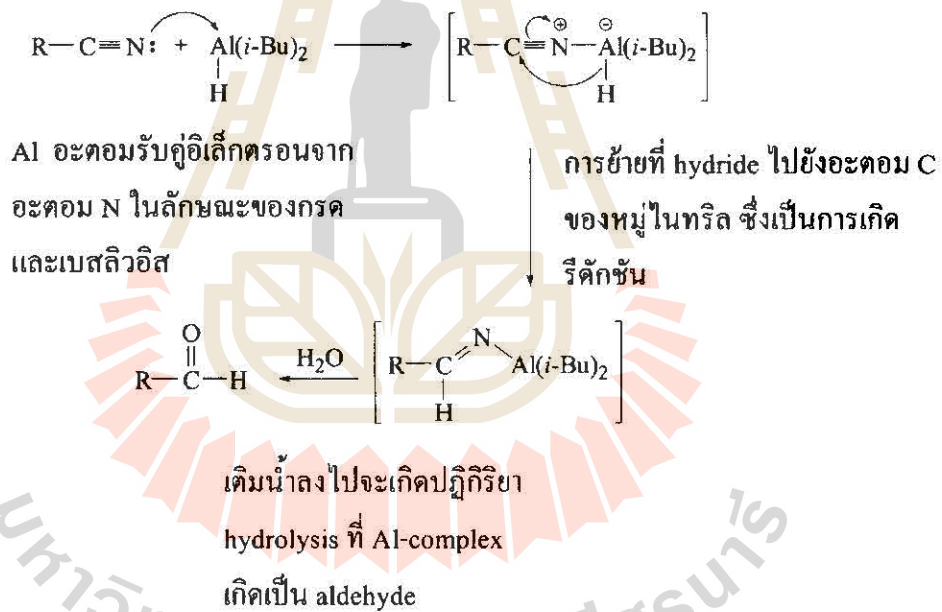 R—C≡N: + Al(i-Bu)₂ ⟶ [R—C≡N⊕—Al⊖(i-Bu)₂]
H H
Al อะตอมรับคู่อิเล็กตรอนจาก
อะตอม N ในลักษณะของกรด
และเบสลิวอิส
การย้ายที่ hydride ไปยังอะตอม C
ของหมู่ไนทริล ซึ่งเป็นการเกิด
รีดักชัน
O
R—C—H
H₂O
N
R—C Al(i-Bu)₂
H
เติมน้ำลงไปจะเกิดปฏิกิริยา
hydrolysis ที่ Al-complex
เกิดเป็น aldehyde